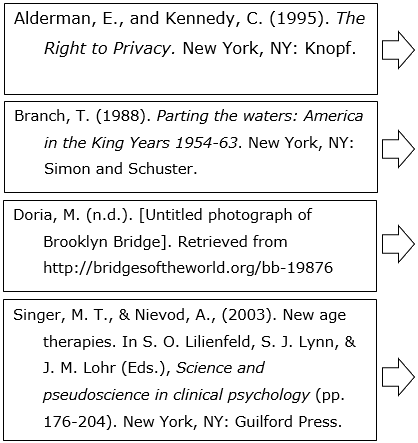 Alderman, E., and Kennedy, C. (1995). The
Right to Privacy. New York, NY: Knopf.
Branch, T. (1988). Parting the waters: America
in the King Years 1954-63. New York, NY:
Simon and Schuster.
Doria, M. (n.d.). [Untitled photograph of
Brooklyn Bridge]. Retrieved from
http://bridgesoftheworld.org/bb-19876
Singer, M. T., & Nievod, A., (2003). New age
therapies. In S. O. Lilienfeld, S. J. Lynn, &
J. M. Lohr (Eds.), Science and
pseudoscience in clinical psychology (pp.
176-204). New York, NY: Guilford Press.